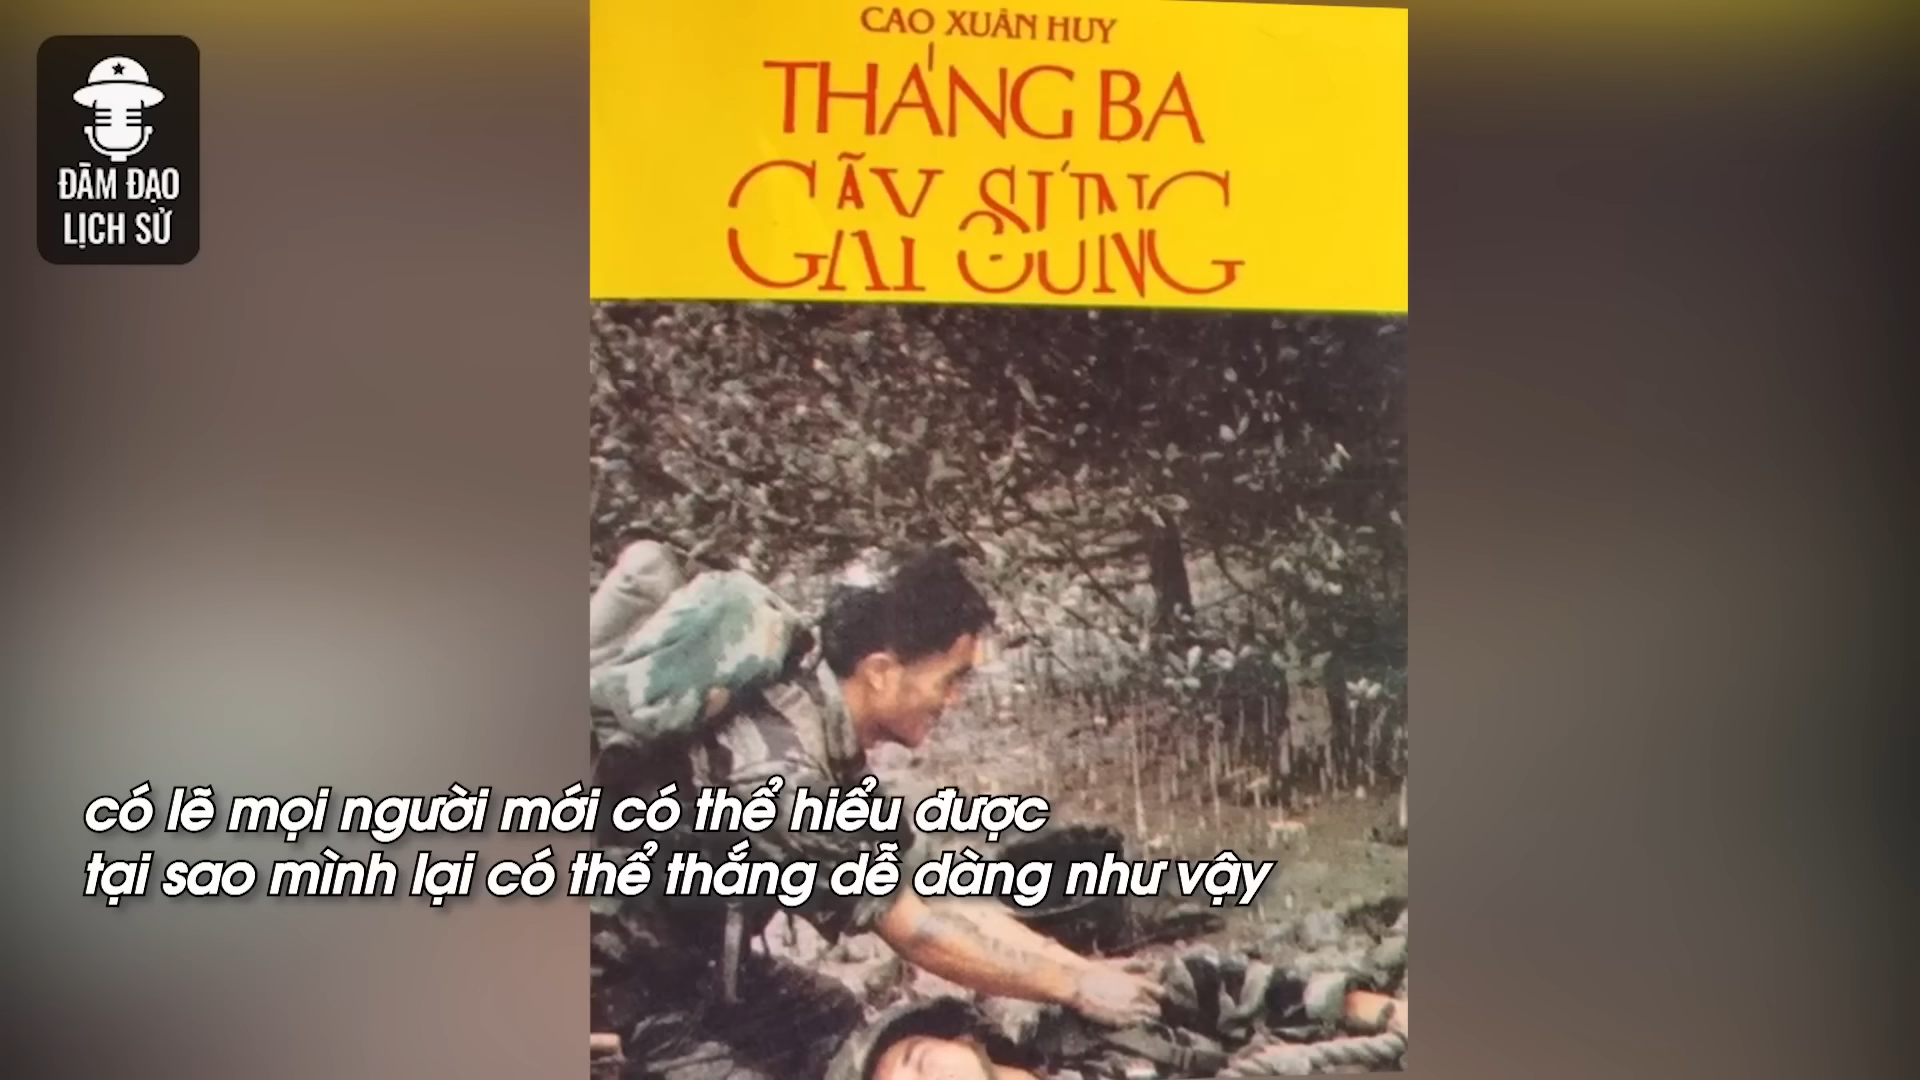 CAO XUÂN HUY
THÁNG BA
GÃY SÚNG
ĐÀM ĐẠO
LỊCH SỬ
có lẽ mọi người mới có thể hiểu được
tại sao mình lại có thể thắng dễ dàng như vậy